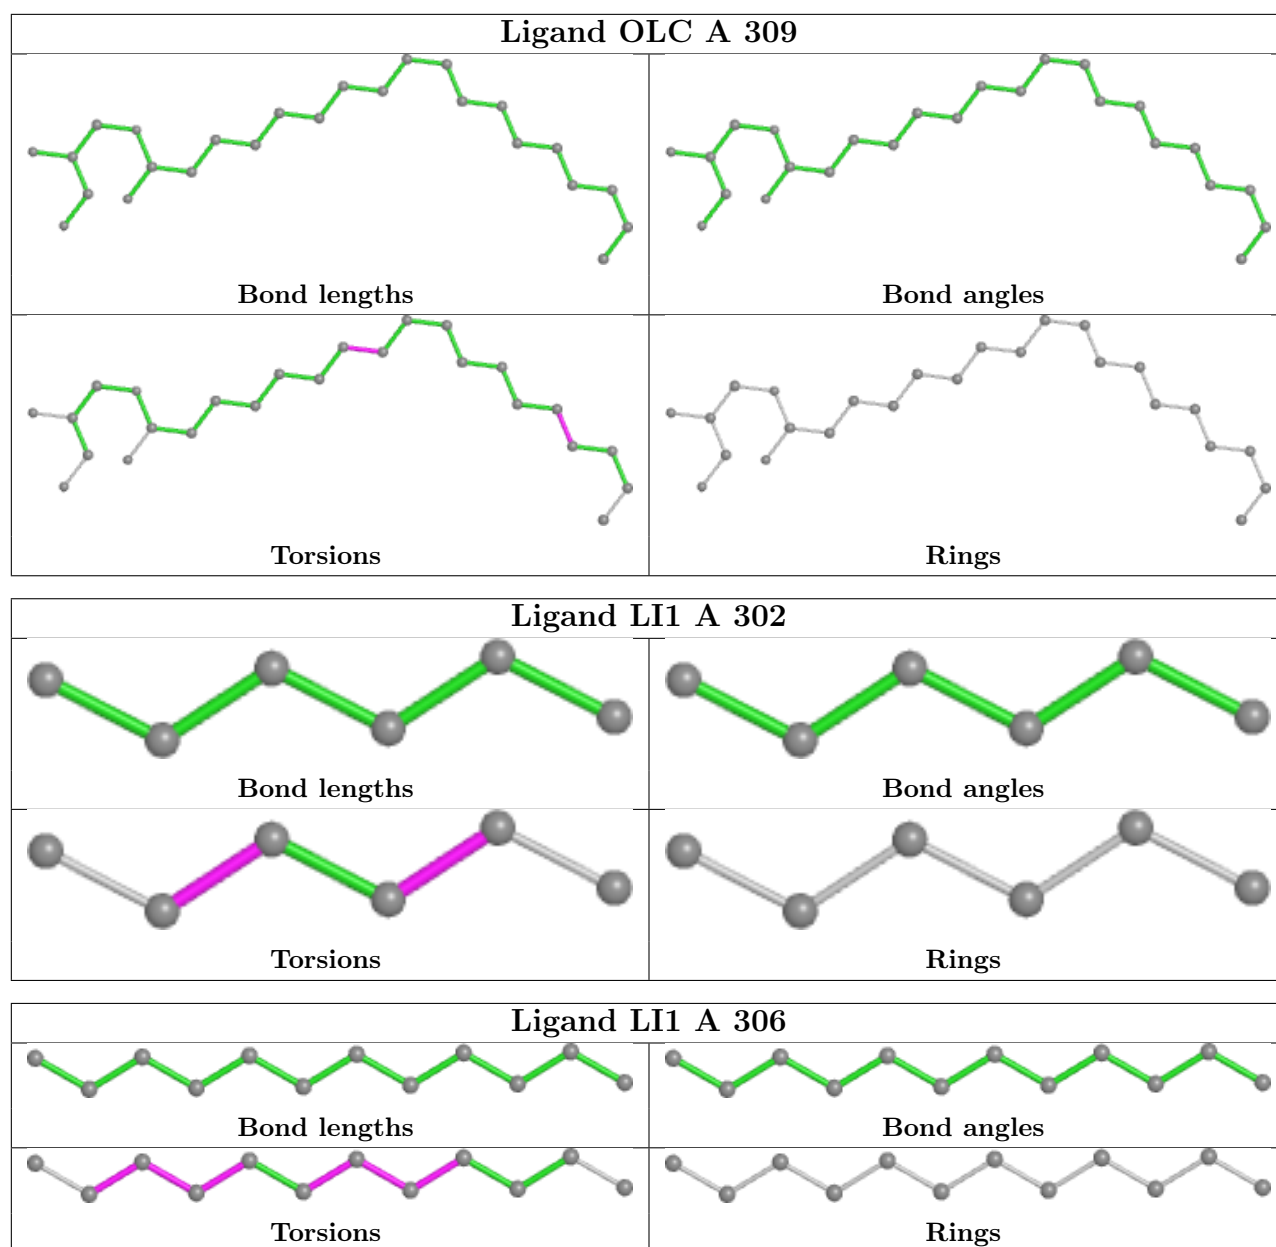 Ligand OLC A 309
Bond lengths
Bond angles
Torsions
Rings
Ligand LI1 A 302
Bond lengths
Bond angles
Torsions
Rings
Ligand LI1 A 306
Bond lengths
Bond angles
Torsions
Rings